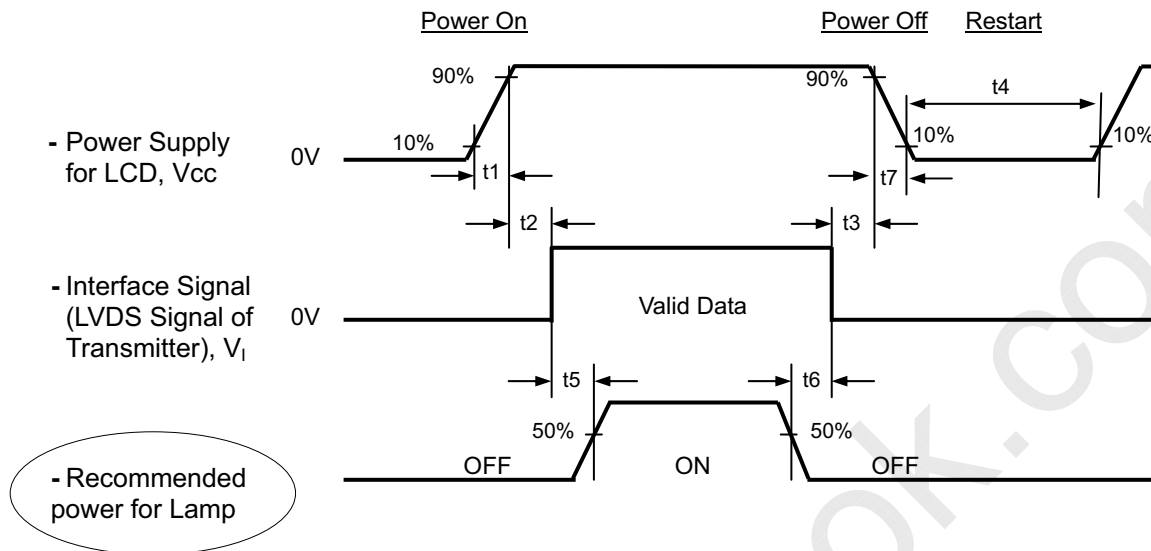 Power On
Power Off
Restart
90%
90%
t4
- Power Supply
for LCD, Vcc
0V
10%
10%
10%
t1
t7
t2
t3
- Interface Signal
(LVDS Signal of
Transmitter), VI
0V
Valid Data
t5
t6
50%
50%
- Recommended
power for Lamp
OFF
ON
OFF
ok.com